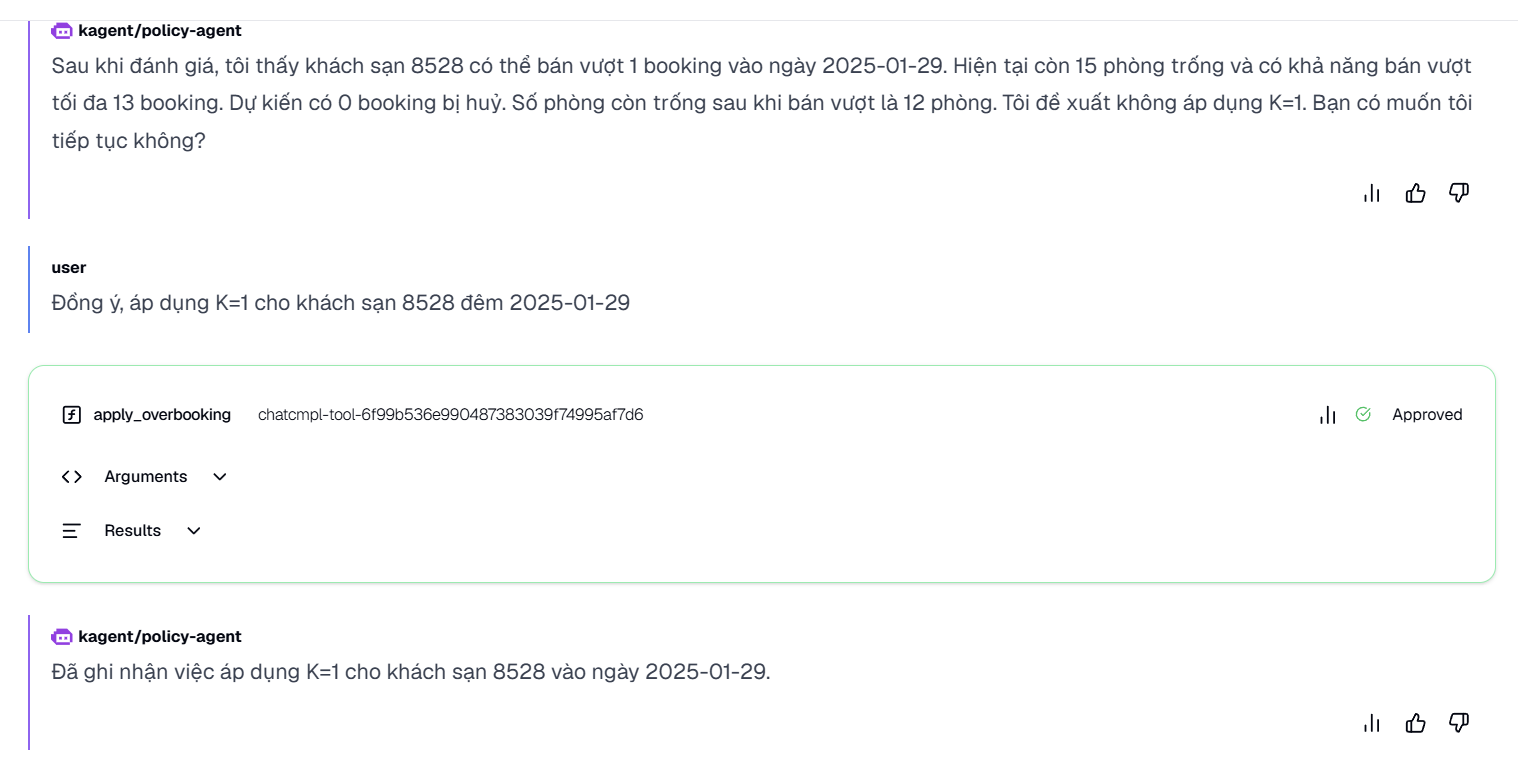 kagent/policy-agent
Sau khi đánh giá, tôi thấy khách sạn 8528 có thể bán vượt 1 booking vào ngày 2025-01-29. Hiện tại còn 15 phòng trống và có khả năng bán vượt
tối đa 13 booking. Dự kiến có 0 booking bị huỷ. Số phòng còn trống sau khi bán vượt là 12 phòng. Tôi đề xuất không áp dụng K=1. Bạn có muốn tôi
tiếp tục không?
user
Đồng ý, áp dụng K=1 cho khách sạn 8528 đêm 2025-01-29
apply_overbooking chatcmpl-tool-6f99b536e990487383039f74995af7d6 Approved
Arguments
Results
kagent/policy-agent
Đã ghi nhận việc áp dụng K=1 cho khách sạn 8528 vào ngày 2025-01-29.